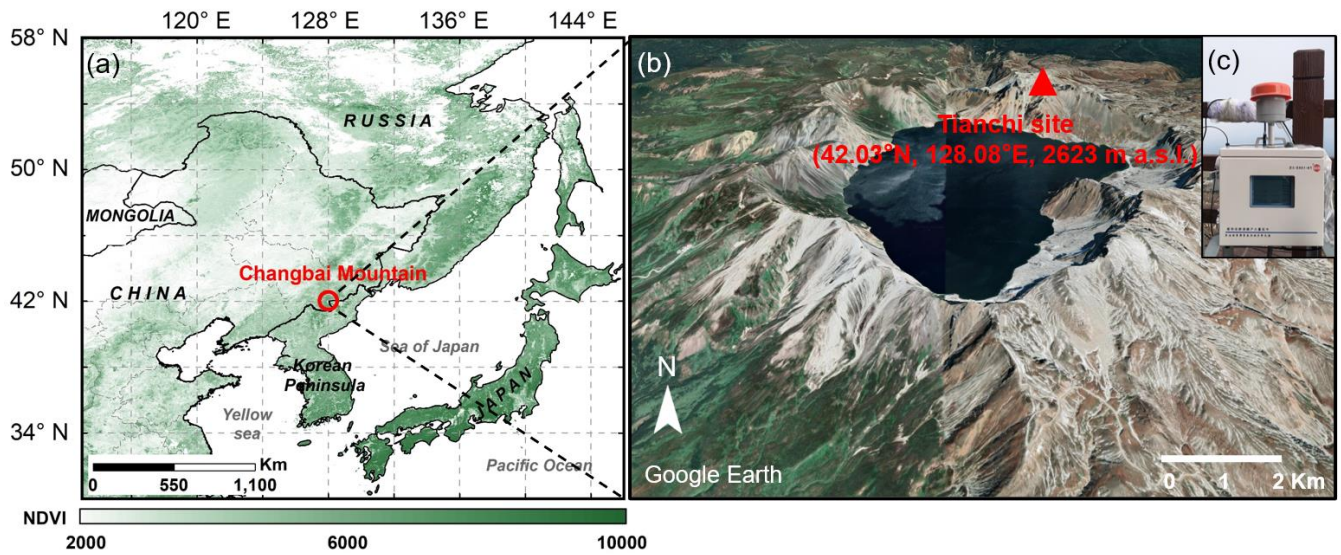 120° E
128° E
136° E
144° E
58° N
50° N
42° N
34° N
(a)
RUSSIA
MONGOLIA
Changbai Mountain
CHINA
Sea of Japan
Korean
Peninsula
JAPAN
Yellow
sea
Pacific Ocean
Km
0 550 1,100
NDVI
2000 6000 10000
(b)
Tianchi site
(42.03°N, 128.08°E, 2623 m a.s.l.)
N
Google Earth
0 1 2 Km
(c)